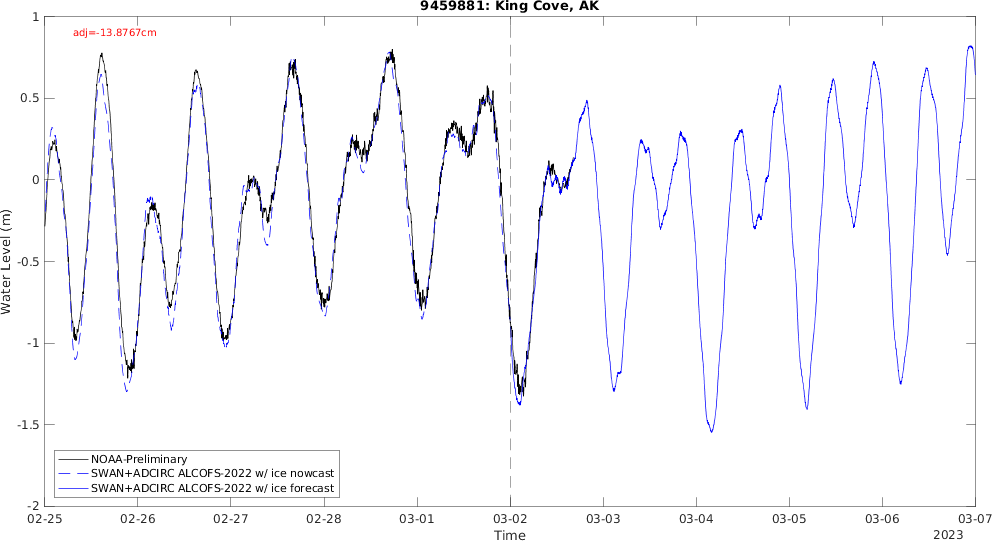 9459881: King Cove, AK
adj=-13.8767cm
1
0.5
0
-0.5
-1
-1.5
-2
Water Level (m)
NOAA-Preliminary
SWAN+ADCIRC ALCOFS-2022 w/ ice nowcast
SWAN+ADCIRC ALCOFS-2022 w/ ice forecast
02-25 02-26 02-27 02-28 03-01 03-02 03-03 03-04 03-05 03-06 03-07
Time
2023